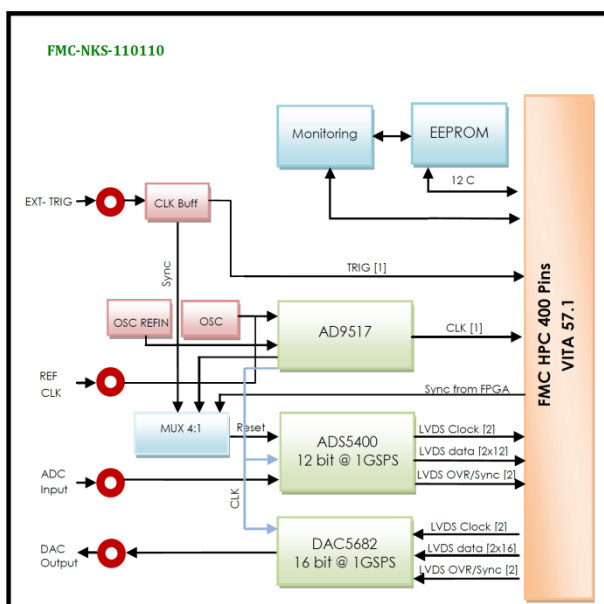 FMC-NKS-110110
Monitoring
EEPROM
12 C
EXT- TRIG
CLK Buff
Sync
TRIG [1]
OSC REFIN
OSC
AD9517
CLK [1]
REF
CLK
Sync from FPGA
MUX 4:1
Reset
ADS5400
12 bit @ 1GSPS
LVDS Clock [2]
LVDS data [2x12]
LVDS OVR/Sync [2]
ADC
Input
CLK
DAC
Output
DAC5682
16 bit @ 1GSPS
LVDS Clock [2]
LVDS data [2x16]
LVDS OVR/Sync [2]
FMC HPC 400 Pins
VITA 57.1